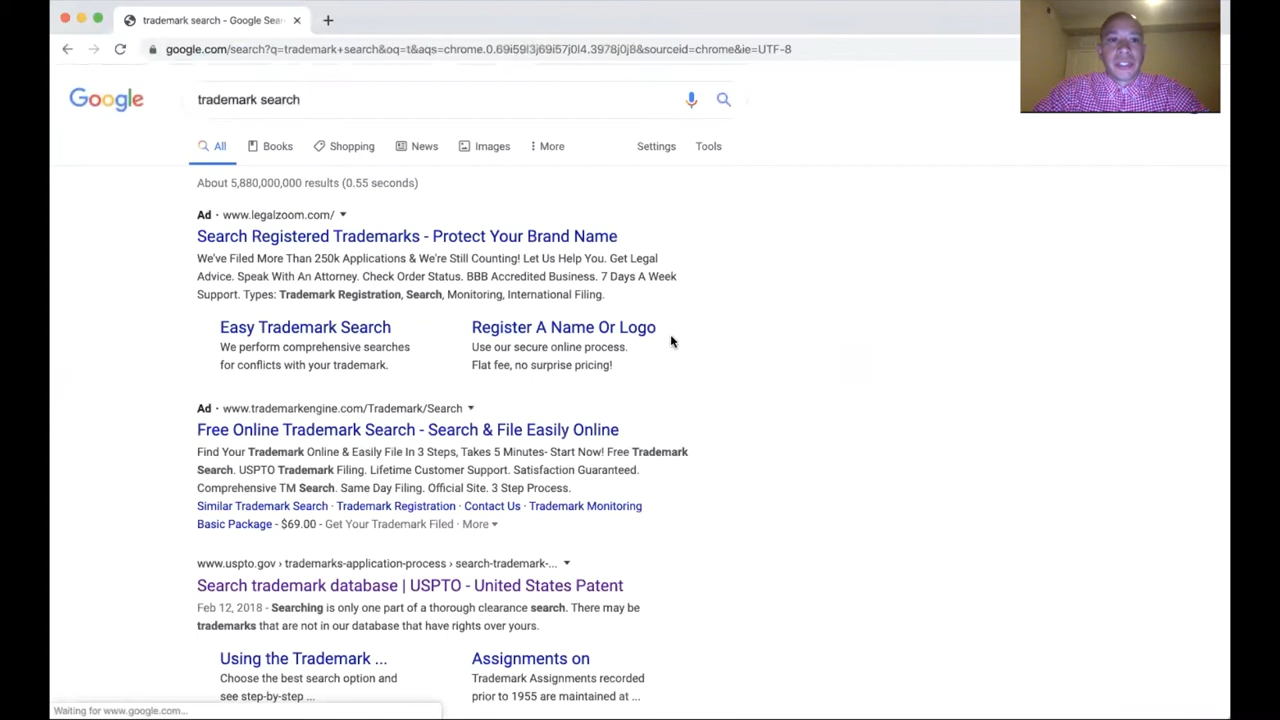 trademark search - Google Sear
google.com/search?q=trademark+search&oq=t&aqs=chrome.0.69i59l3j69i57j0l4.3978j0j8&sourceid=chrome&ie=UTF-8
Google
trademark search
All Books Shopping News Images More Settings Tools
About 5,880,000,000 results (0.55 seconds)
Ad · www.legalzoom.com/
Search Registered Trademarks - Protect Your Brand Name
We've Filed More Than 250k Applications & We're Still Counting! Let Us Help You. Get Legal
Advice. Speak With An Attorney. Check Order Status. BBB Accredited Business. 7 Days A Week
Support. Types: Trademark Registration, Search, Monitoring, International Filing.
Easy Trademark Search
We perform comprehensive searches
for conflicts with your trademark.
Register A Name Or Logo
Use our secure online process.
Flat fee, no surprise pricing!
Ad · www.trademarkengine.com/Trademark/Search
Free Online Trademark Search - Search & File Easily Online
Find Your Trademark Online & Easily File In 3 Steps, Takes 5 Minutes- Start Now! Free Trademark
Search. USPTO Trademark Filing. Lifetime Customer Support. Satisfaction Guaranteed.
Comprehensive TM Search. Same Day Filing. Official Site. 3 Step Process.
Similar Trademark Search · Trademark Registration · Contact Us · Trademark Monitoring
Basic Package - $69.00 - Get Your Trademark Filed · More
www.uspto.gov › trademarks-application-process › search-trademark-...
Search trademark database | USPTO - United States Patent
Feb 12, 2018 - Searching is only one part of a thorough clearance search. There may be
trademarks that are not in our database that have rights over yours.
Using the Trademark ...
Choose the best search option and
see step-by-step ...
Assignments on
Trademark Assignments recorded
prior to 1955 are maintained at ...
Waiting for www.google.com...